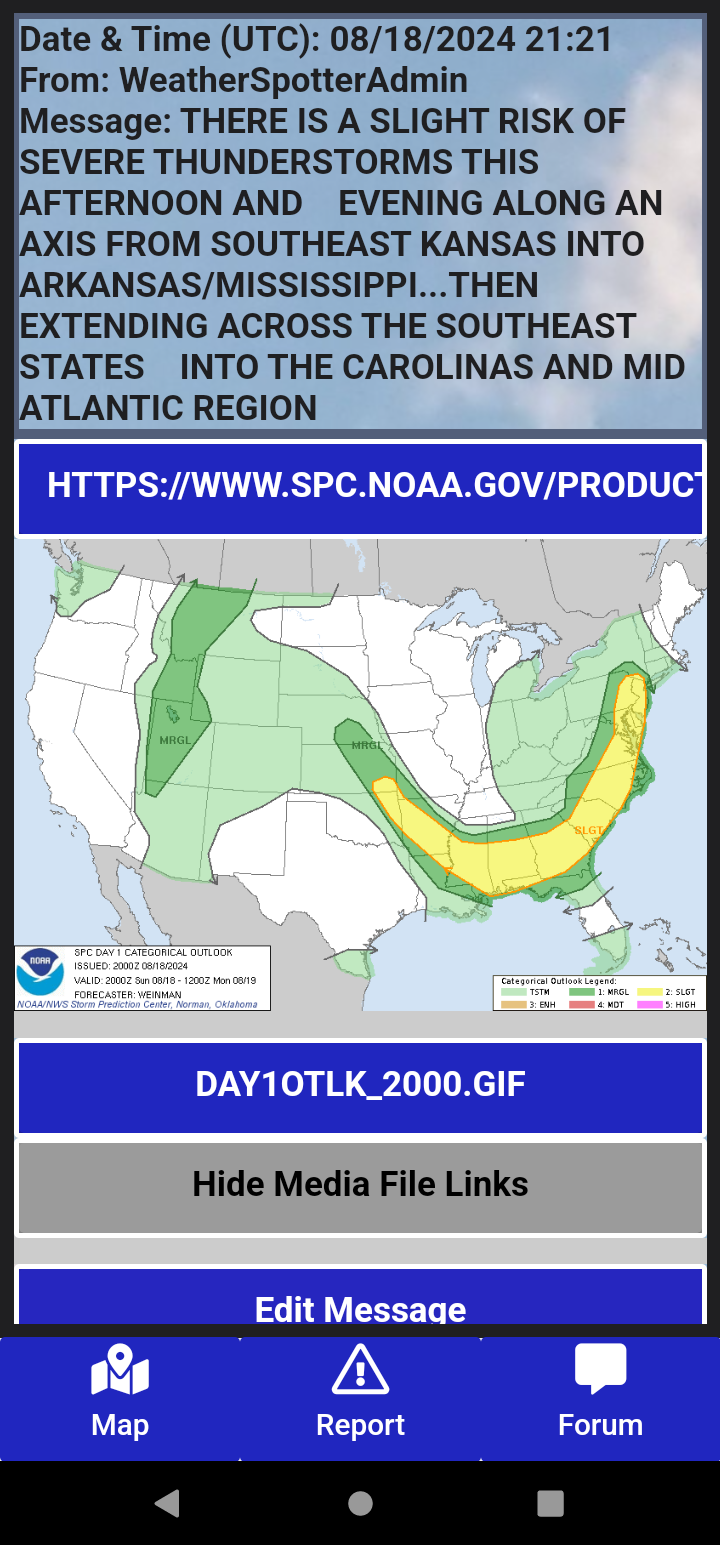 Date & Time (UTC): 08/18/2024 21:21
From: WeatherSpotterAdmin
Message: THERE IS A SLIGHT RISK OF
SEVERE THUNDERSTORMS THIS
AFTERNOON AND    EVENING ALONG AN
AXIS FROM SOUTHEAST KANSAS INTO
ARKANSAS/MISSISSIPPI...THEN
EXTENDING ACROSS THE SOUTHEAST
STATES    INTO THE CAROLINAS AND MID
ATLANTIC REGION
HTTPS://WWW.SPC.NOAA.GOV/PRODUCT
MRGL
MRGL
SLGT
NOAA
SPC DAY 1 CATEGORICAL OUTLOOK
ISSUED: 2000Z 08/18/2024
VALID: 2000Z Sun 08/18 - 1200Z Mon 08/19
FORECASTER: WEINMAN
NOAA/NWS Storm Prediction Center, Norman, Oklahoma
Categorical Outlook Legend:
TSTM 1: MRGL 2: SLGT
3: ENH 4: MDT 5: HIGH
DAY1OTLK_2000.GIF
Hide Media File Links
Edit Message
Map Report Forum